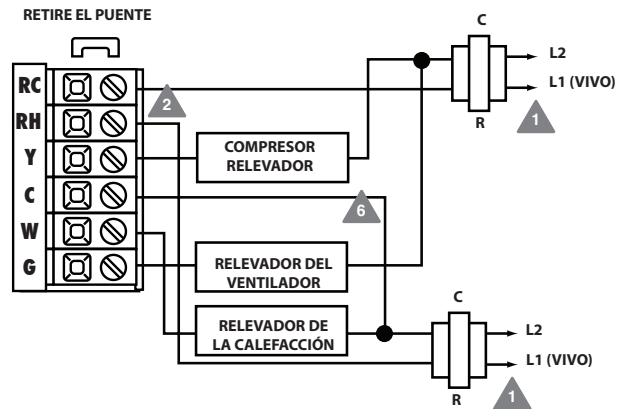 RETIRE EL PUENTE
C
L2
L1 (VIVO)
RC
2
1
RH
R
COMPRESOR
RELEVADOR
Y
C
6
W
G
RELEVADOR DEL
VENTILADOR
C
RELEVADOR DE
LA CALEFACCIÓN
L2
L1 (VIVO)
R
1